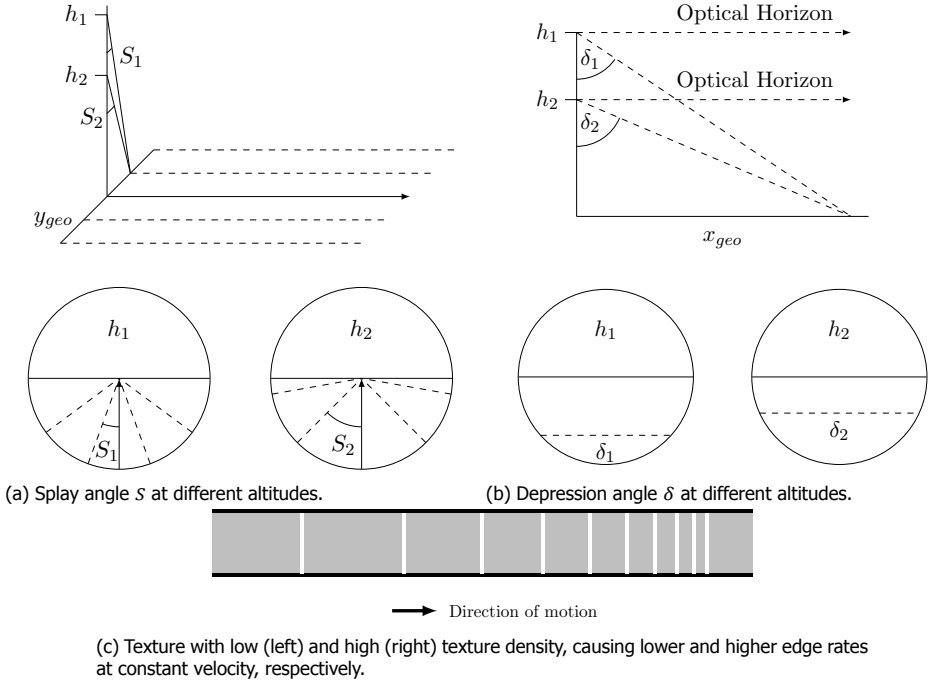 h₁
S₁
h₂
S₂
y_geo
Optical Horizon
h₁
δ₁
Optical Horizon
h₂
δ₂
x_geo
h₁
S₁
h₂
S₂
h₁
δ₁
h₂
δ₂
(a) Splay angle S at different altitudes.
(b) Depression angle δ at different altitudes.
Direction of motion
(c) Texture with low (left) and high (right) texture density, causing lower and higher edge rates
at constant velocity, respectively.